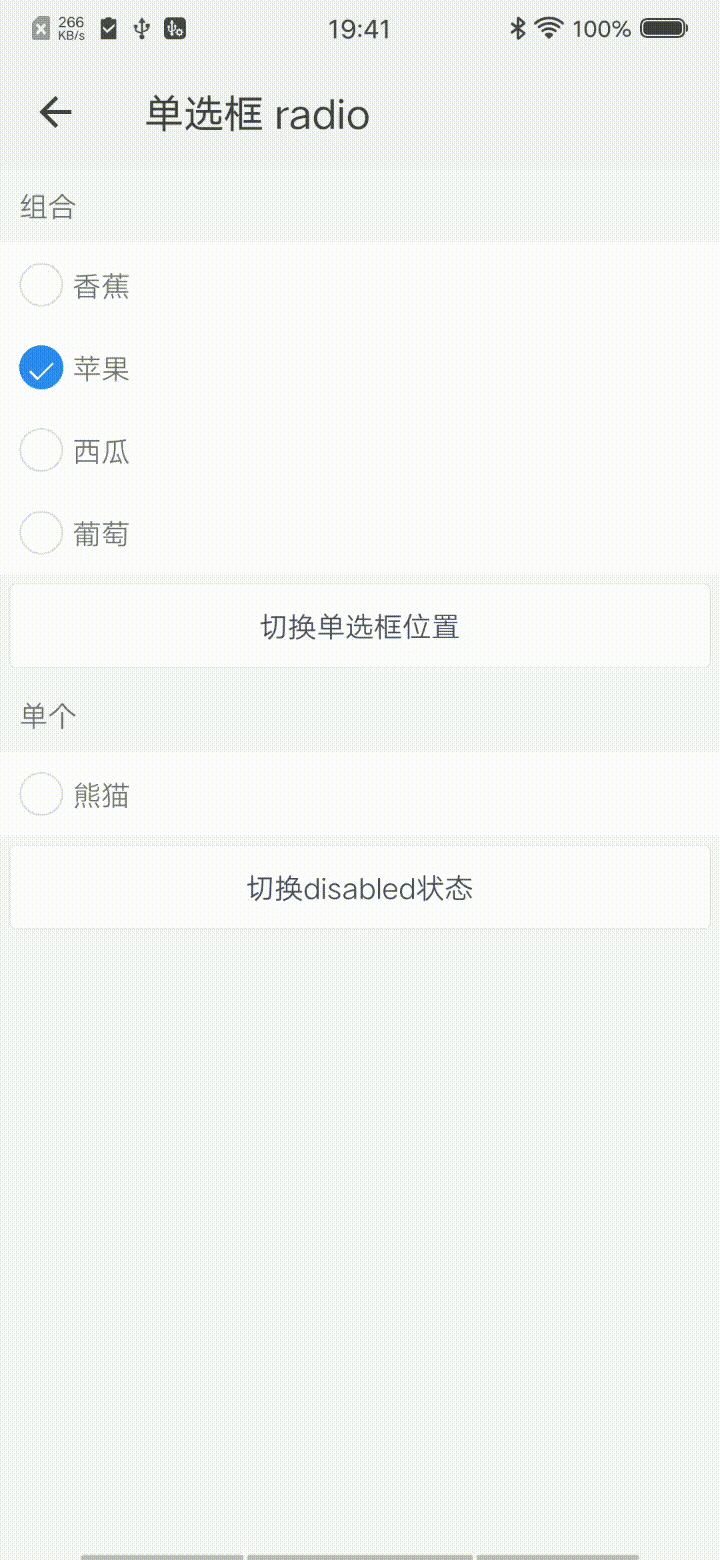 266
KB/s
19:41
100%
单选框 radio
组合
香蕉
苹果
西瓜
葡萄
切换单选框位置
单个
熊猫
切换disabled状态